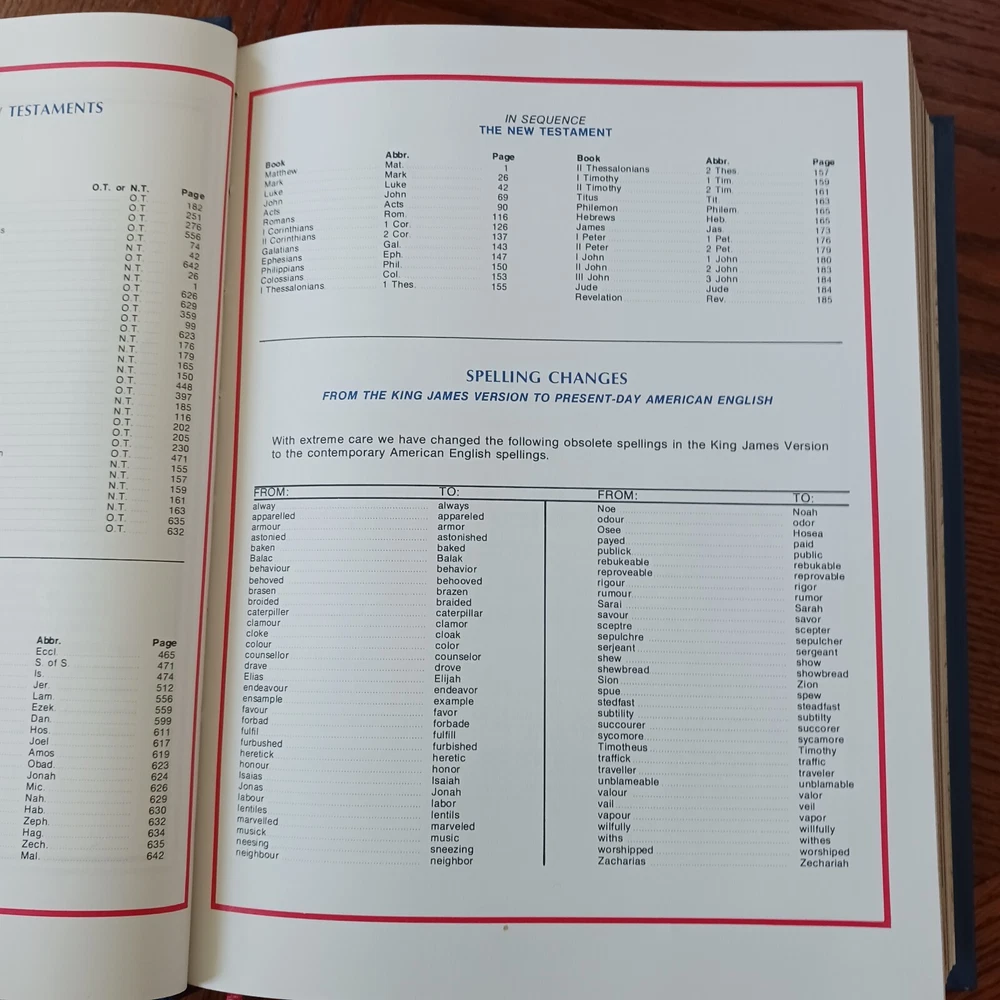 Y TESTAMENTS
O.T. or N.T. Page
O.T. 182
O.T. 251
O.T. 276
O.T. 556
O.T. 74
N.T. 42
O.T. 642
N.T. 26
N.T. 1
O.T. 626
O.T. 629
O.T. 359
O.T. 99
O.T. 623
N.T. 176
N.T. 179
N.T. 165
N.T. 150
O.T. 448
O.T. 397
N.T. 185
N.T. 116
O.T. 202
O.T. 205
O.T. 230
O.T. 471
N.T. 155
N.T. 157
N.T. 159
N.T. 161
N.T. 163
O.T. 635
O.T. 632
Abbr. Page
Eccl. 465
S. of S. 471
Is. 474
Jer. 512
Lam. 556
Ezek. 559
Dan. 599
Hos. 611
Joel 617
Amos 619
Obad. 623
Jonah 624
Mic. 626
Nah. 629
Hab. 630
Zeph. 632
Hag. 634
Zech. 635
Mal. 642
IN SEQUENCE
THE NEW TESTAMENT
Book Abbr. Page
Matthew Mat. 1
Mark Mark 26
Luke Luke 42
John John 69
Acts Acts 90
Romans Rom. 116
I Corinthians 1 Cor. 126
II Corinthians 2 Cor. 137
Galatians Gal. 143
Ephesians Eph. 147
Philippians Phil. 150
Colossians Col. 153
I Thessalonians 1 Thes. 155
Book Abbr. Page
II Thessalonians 2 Thes. 157
I Timothy 1 Tim. 159
II Timothy 2 Tim. 161
Titus Tit. 163
Philemon Philem. 165
Hebrews Heb. 165
James Jas. 173
I Peter 1 Pet. 176
II Peter 2 Pet. 179
I John 1 John 180
II John 2 John 183
III John 3 John 184
Jude Jude 184
Revelation Rev. 185
SPELLING CHANGES
FROM THE KING JAMES VERSION TO PRESENT-DAY AMERICAN ENGLISH
With extreme care we have changed the following obsolete spellings in the King James Version
to the contemporary American English spellings.
FROM: TO:
alway always
apparelled appareled
armour armor
astonied astonished
baken baked
Balac Balak
behaviour behavior
behoved behooved
brasen brazen
broided braided
caterpiller caterpillar
clamour clamor
cloke cloak
colour color
counsellor counselor
drave drove
Elias Elijah
endeavour endeavor
ensample example
favour favor
forbad forbade
fulfil fulfill
furbushed furbished
heretick heretic
honour honor
Isaias Isaiah
Jonas Jonah
labour labor
lentiles lentils
marvelled marveled
musick music
neesing sneezing
neighbour neighbor
FROM: TO:
Noe Noah
odour odor
Osee Hosea
payed paid
publick public
rebukeable rebukable
reproveable reprovable
rigour rigor
rumour rumor
Sarai Sarah
savour savor
sceptre scepter
sepulchre sepulcher
serjeant sergeant
shew show
shewbread showbread
Sion Zion
spue spew
stedfast steadfast
subtility subtilty
succourer succorer
sycomore sycamore
Timotheus Timothy
traffick traffic
traveller traveler
unblameable unblamable
valour valor
vail veil
vapour vapor
wilfully willfully
withs withes
worshipped worshiped
Zacharias Zechariah